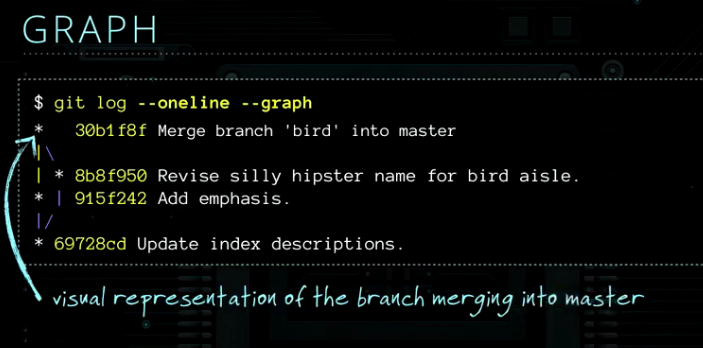 GRAPH
$ git log --oneline --graph
*   30b1f8f Merge branch 'bird' into master
|\
| * 8b8f950 Revise silly hipster name for bird aisle.
* | 915f242 Add emphasis.
|/
* 69728cd Update index descriptions.
visual representation of the branch merging into master